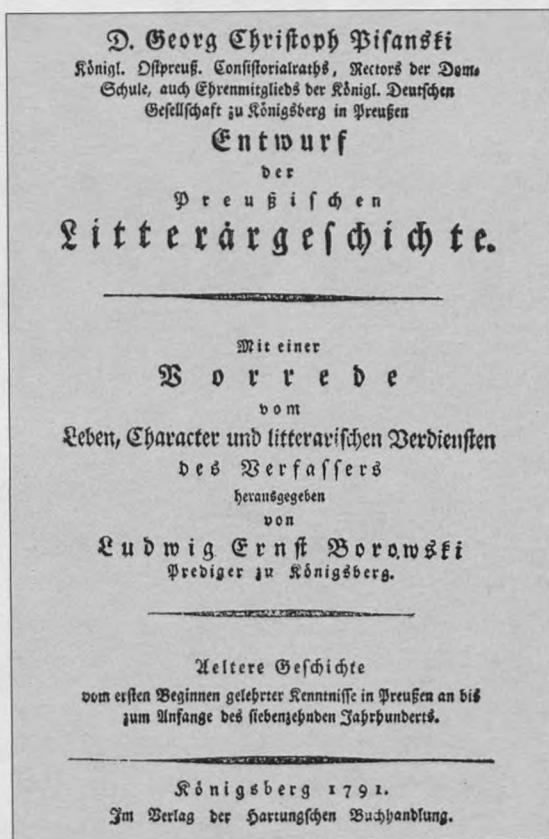 D. Georg Christoph Pisanski
Königl. Ostpreuß. Consistorialraths, Rectors der Dom-
Schule, auch Ehrenmitglieds der Königl. Deutschen
Gesellschaft zu Königsberg in Preußen
Entwurf
der
Preußischen
Litterärgeschichte.
Mit einer
Vorrede
vom
Leben, Character und litterarischen Verdiensten
des Verfassers
herausgegeben
von
Ludwig Ernst Borowski
Prediger zu Königsberg.
Aeltere Geschichte
vom ersten Beginnen gelehrter Kenntnisse in Preußen an bis
zum Anfange des siebenzehnden Jahrhunderts.
Königsberg 1791.
Im Verlag der Hartungschen Buchhandlung.